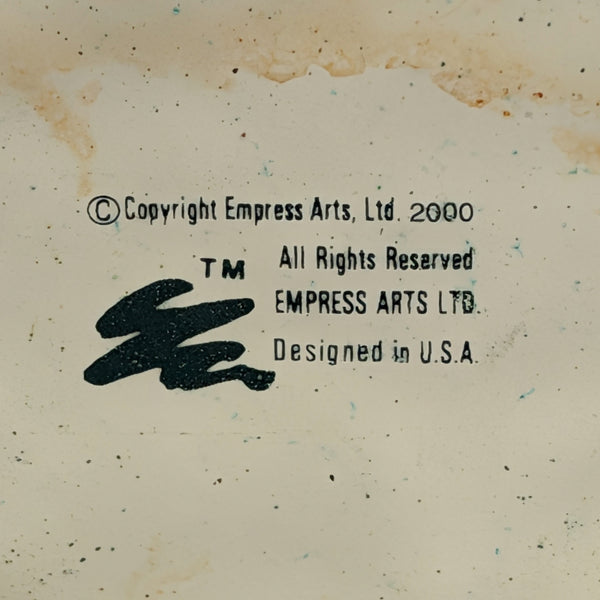 ©Copyright Empress Arts, Ltd. 2000
TM
All Rights Reserved
EMPRESS ARTS LTD.
Designed in U.S.A.